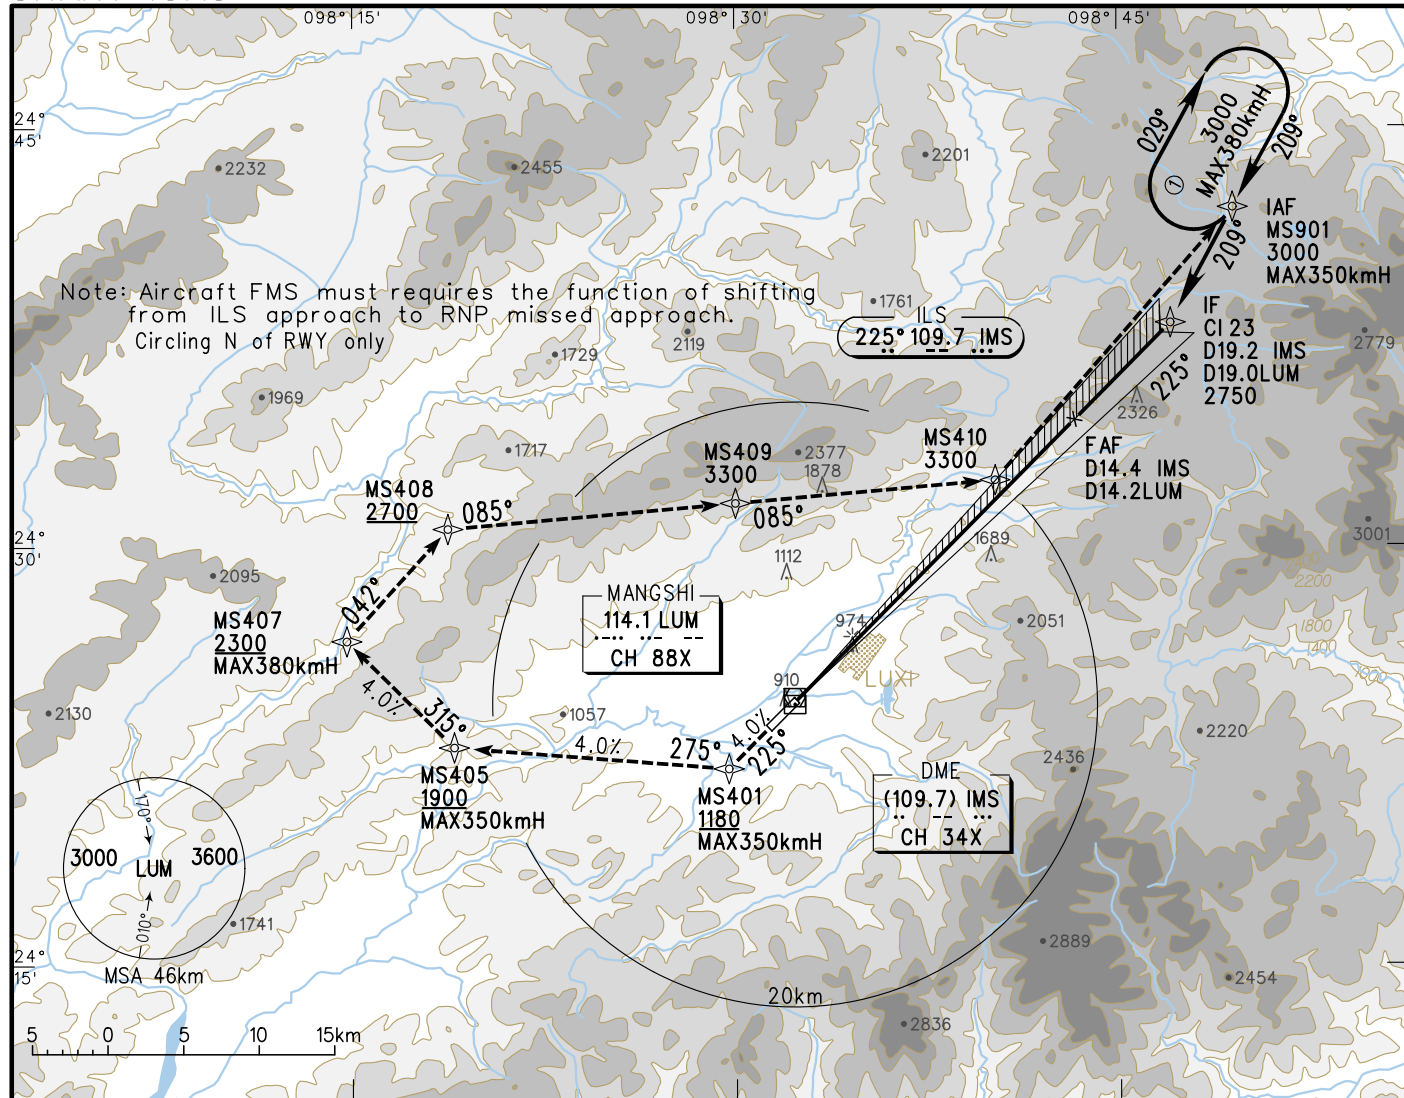 098° 15'
098° 30'
098° 45'
24°
45'
2232
2455
2201
029°
3000
MAX380kmH
209°
1
IAF
MS901
3000
MAX350kmH
209°
Note: Aircraft FMS must requires the function of shifting
from ILS approach to RNP missed approach.
Circling N of RWY only
1761
ILS
225° 109.7 IMS
IF
CI 23
D19.2 IMS
D19.0LUM
2750
2119
1729
2779
225°
1969
2326
1717
MS409
3300
2377
1878
MS410
3300
FAF
D14.4 IMS
D14.2LUM
MS408
2700
085°
085°
24°
30'
1689
1112
3001
2200
2095
042°
MANGSHI
114.1 LUM
CH 88X
MS407
2300
MAX380kmH
974
2051
1800
1400
1600
LUXI
910
4.0%
315°
2130
1057
4.0%
275°
4.0%
225°
2220
MS405
1900
MAX350kmH
MS401
1180
MAX350kmH
2436
DME
(109.7) IMS
CH 34X
170°
3000
LUM
3600
010°
1741
2889
24°
15'
MSA 46km
2454
20km
2836
5 0 5 10 15km